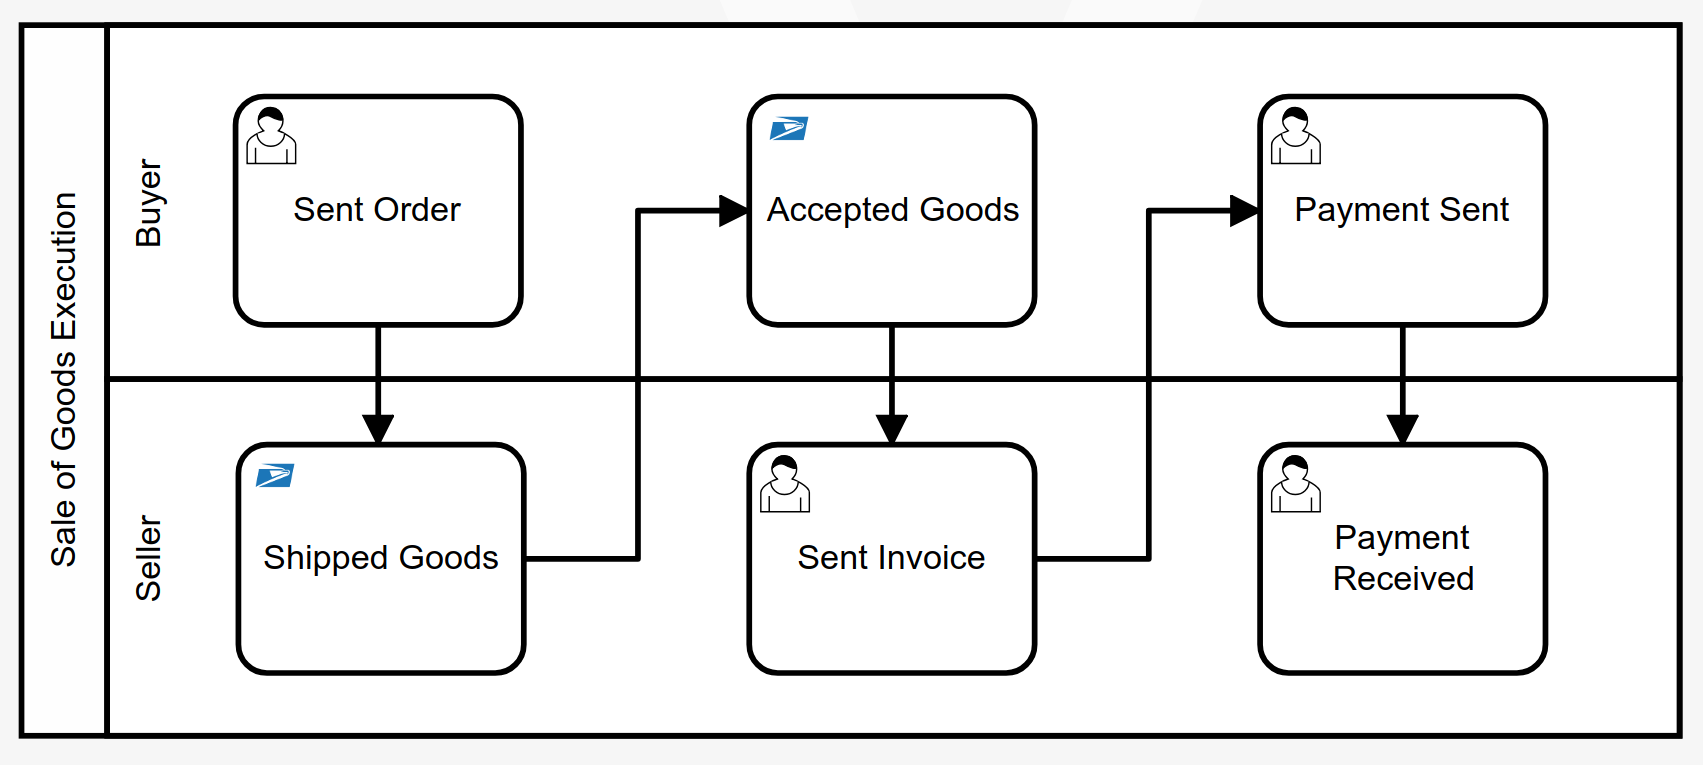 Sale of Goods Execution
Buyer
Sent Order
Accepted Goods
Payment Sent
Seller
Shipped Goods
Sent Invoice
Payment
Received